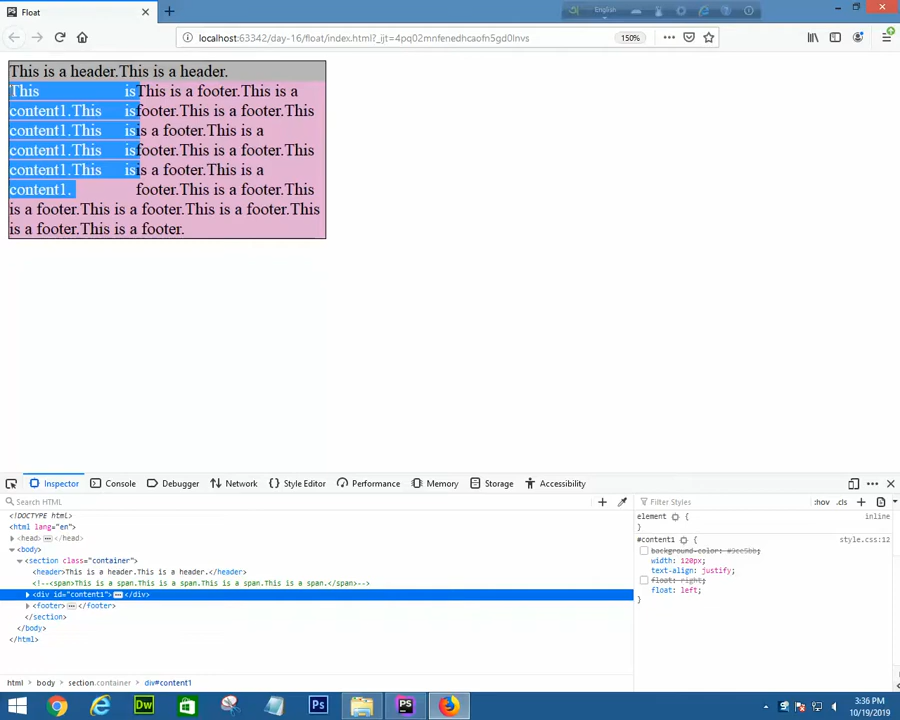 Float
English
localhost:63342/day-16/float/index.html?_ijt=4pq02mnfenedhcaofn5gd0lnvs
150%
This is a header.This is a header.
This is
content1.This is
content1.This is
content1.This is
content1.This is
content1.
This is a footer.This is a
footer.This is a footer.This
is a footer.This is a
footer.This is a footer.This
is a footer.This is a
footer.This is a footer.This
is a footer.This is a footer.This is a footer.This
is a footer.This is a footer.
Inspector Console Debugger Network Style Editor Performance Memory Storage Accessibility
Search HTML
Filter Styles
:hov .cls
<!DOCTYPE html>
<html lang="en">
<head> </head>
<body>
<section class="container">
<header>This is a header.This is a header.</header>
<!--<span>This is a span.This is a span.This is a span.This is a span.</span>-->
<div id="content1"> </div>
<footer> </footer>
</section>
</body>
</html>
element { inline
}
#content1 { style.css:12
background-color: #9cc5bb;
width: 120px;
text-align: justify;
float: right;
float: left;
}
html body section.container div#content1
Dw Ps PS
3:36 PM
10/19/2019